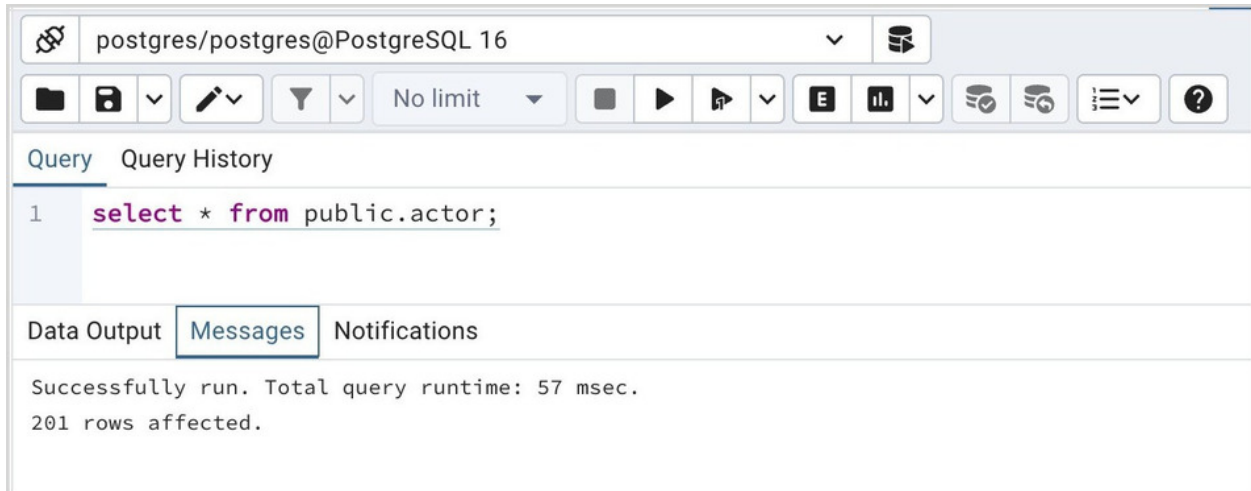 postgres/postgres@PostgreSQL 16
No limit
E
Query Query History
1 select * from public.actor;
Data Output Messages Notifications
Successfully run. Total query runtime: 57 msec.
201 rows affected.